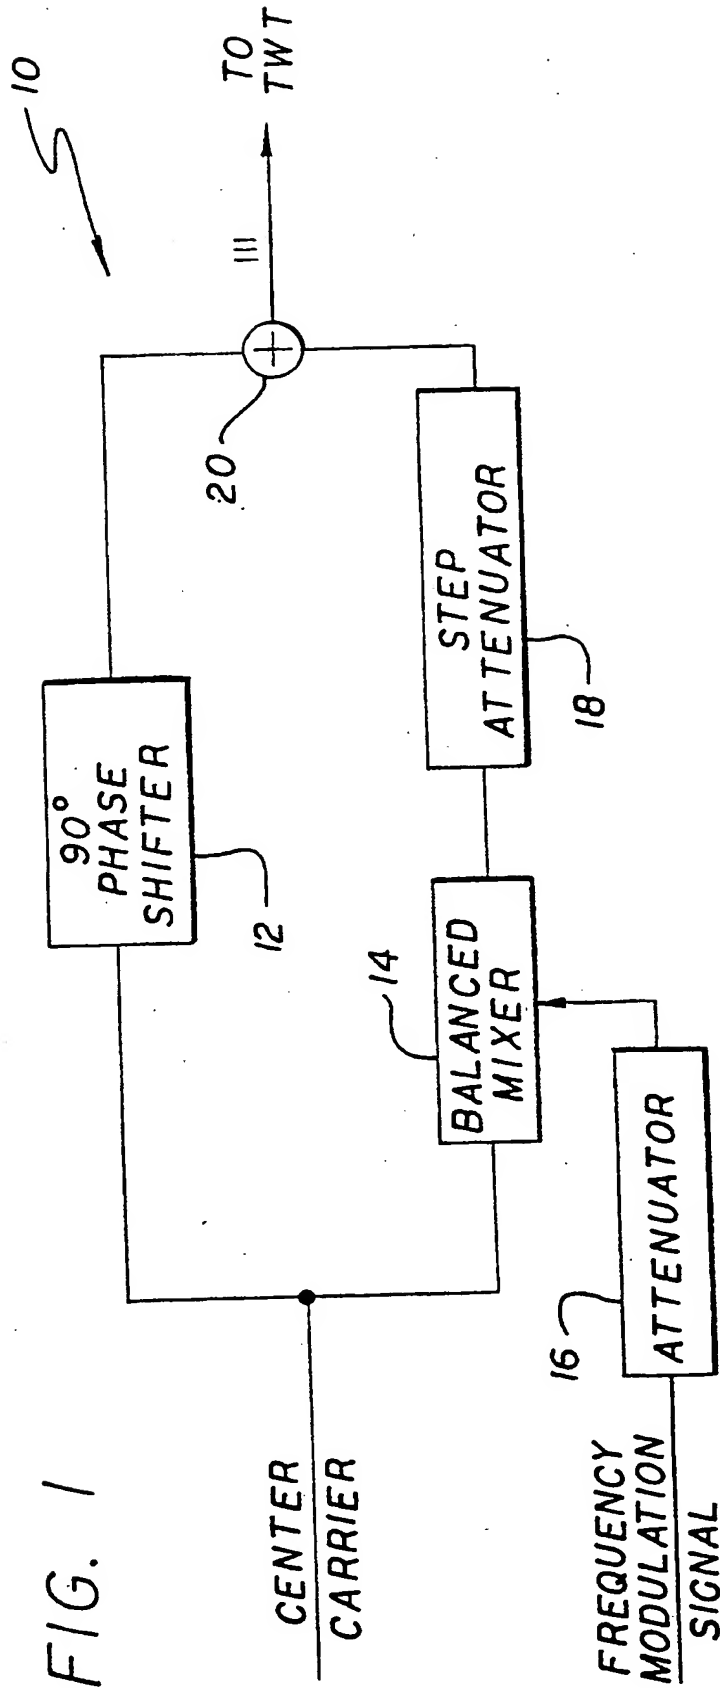 FIG. 1
10
90°
PHASE
SHIFTER
12
TO
TWT
20
CENTER
CARRIER
14
BALANCED
MIXER
STEP
ATTENUATOR
18
16
ATTENUATOR
FREQUENCY
MODULATION
SIGNAL